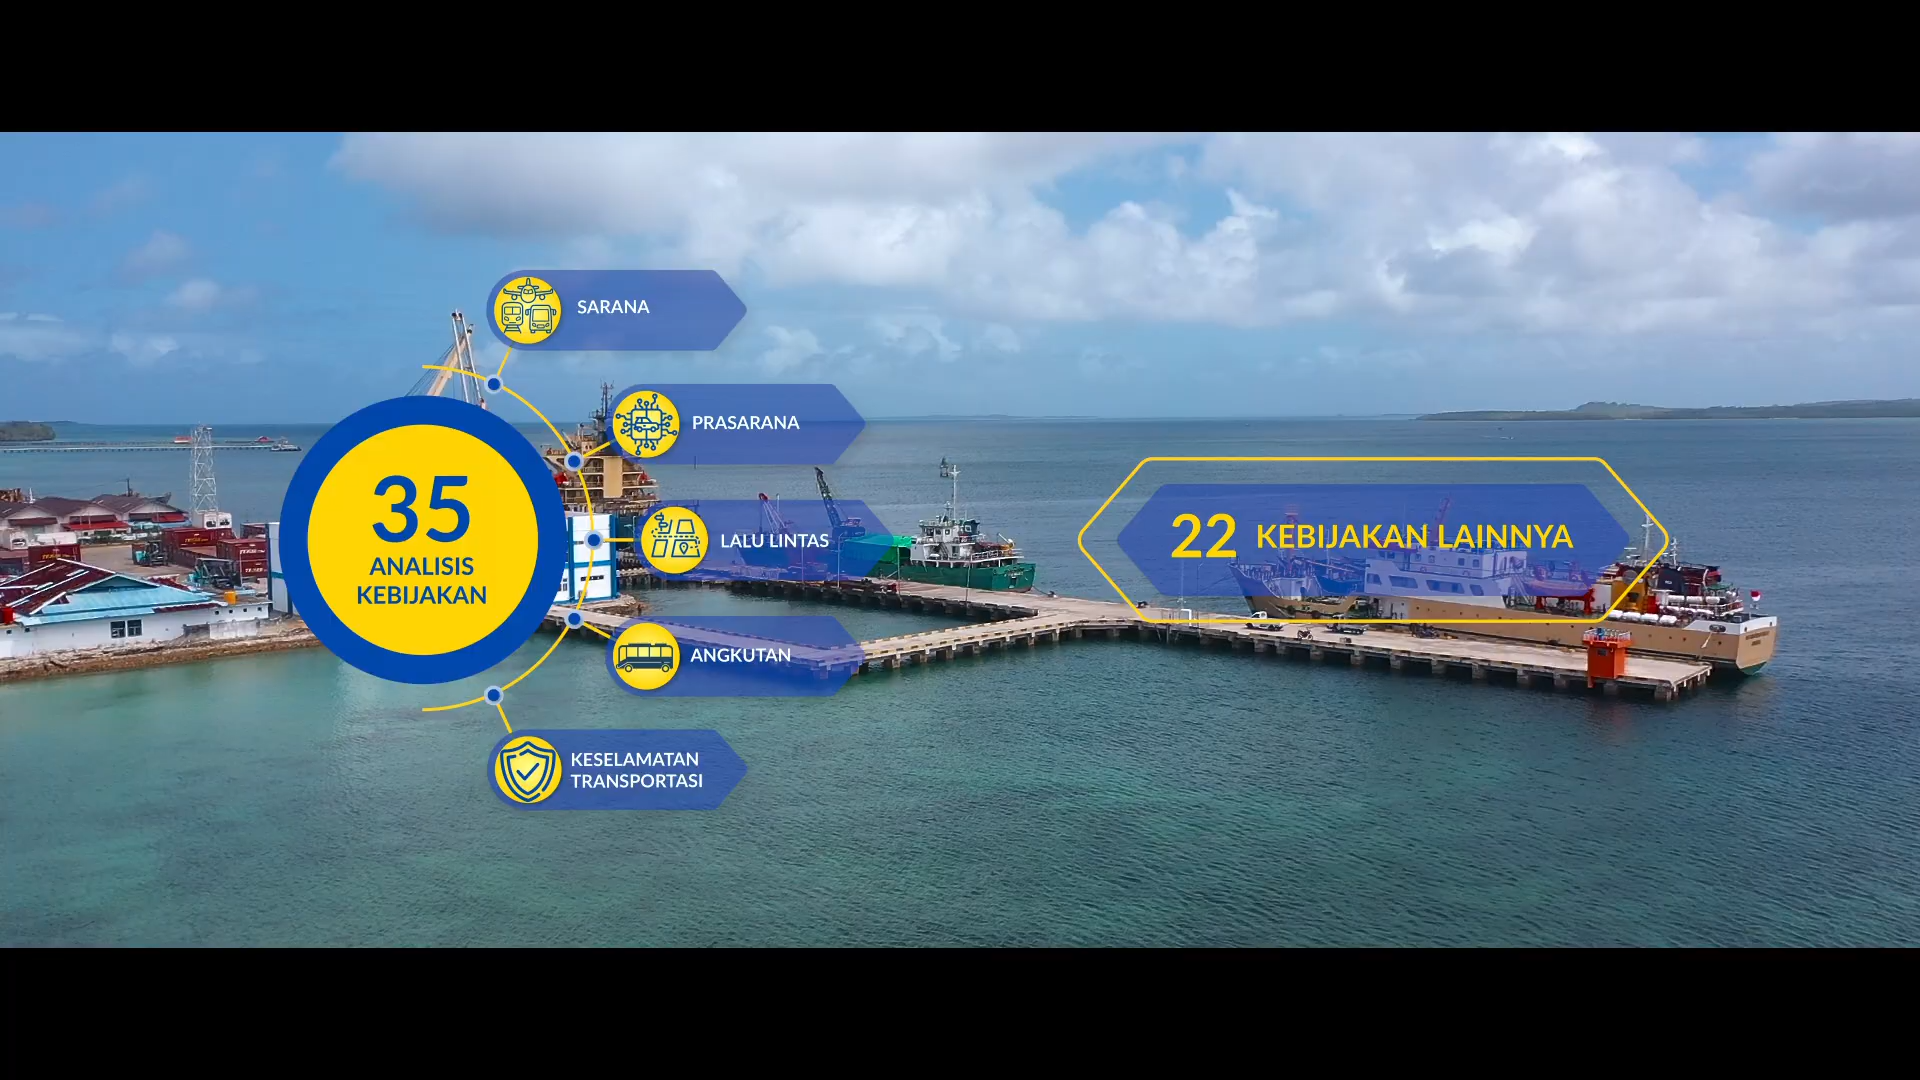 SARANA
PRASARANA
35
ANALISIS
KEBIJAKAN
LALU LINTAS
22 KEBIJAKAN LAINNYA
ANGKUTAN
KESELAMATAN
TRANSPORTASI